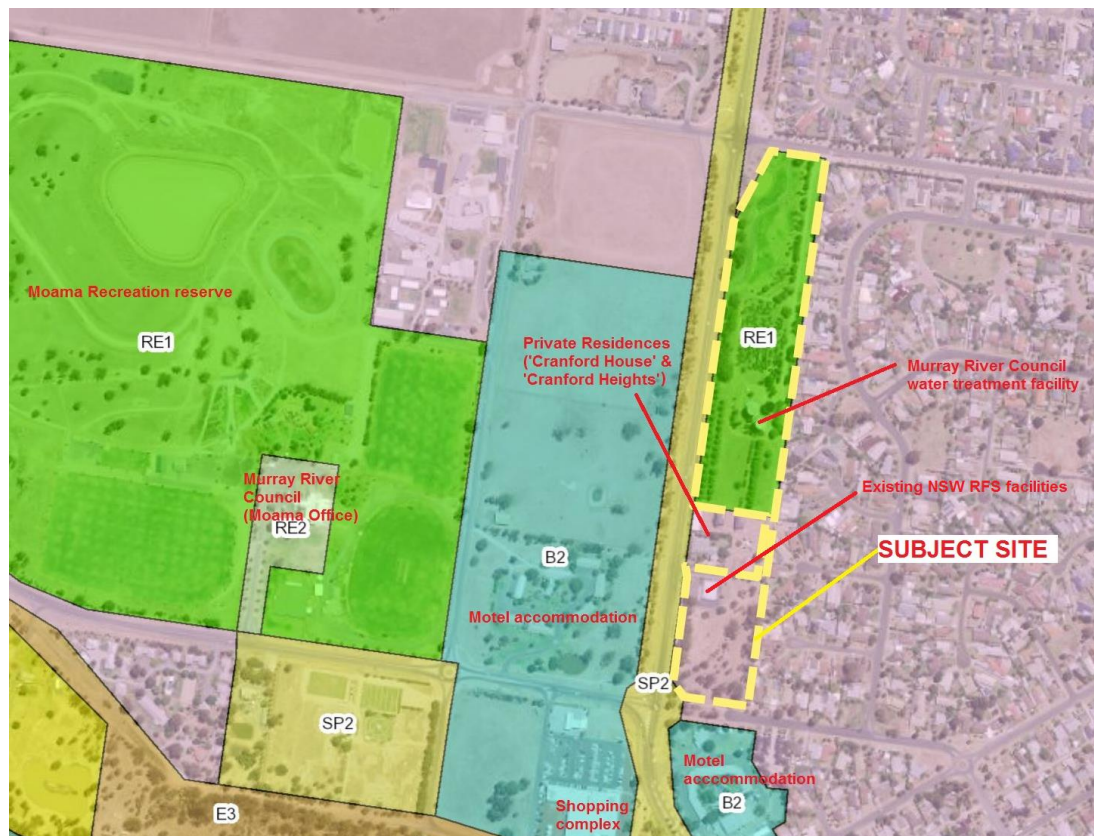 Moama Recreation reserve
RE1
Private Residences
('Cranford House' &
'Cranford Heights')
RE1
Murray River Council
water treatment facility
Murray River
Council
(Moama Office)
RE2
Existing NSW RFS facilities
SUBJECT SITE
B2
Motel accommodation
SP2
SP2
Motel
acccommodation
B2
E3
Shopping
complex